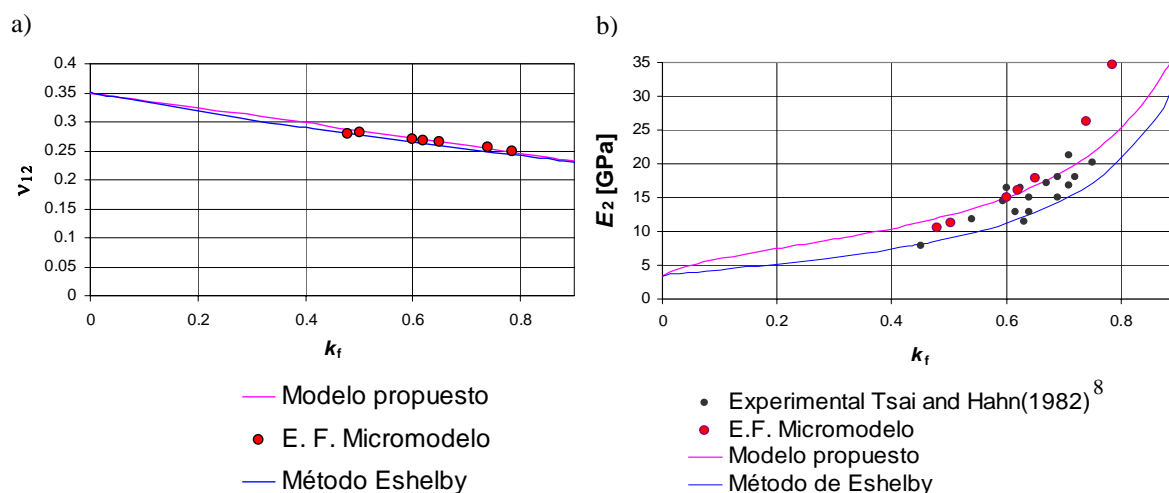 a)
0.4
0.35
0.3
0.25
0.2
0.15
0.1
0.05
0
ν12
0 0.2 0.4 0.6 0.8
kf
Modelo propuesto
E. F. Micromodelo
Método Eshelby
b)
35
30
25
20
15
10
5
0
E2 [GPa]
0 0.2 0.4 0.6 0.8
kf
Experimental Tsai and Hahn(1982)8
E.F. Micromodelo
Modelo propuesto
Método de Eshelby